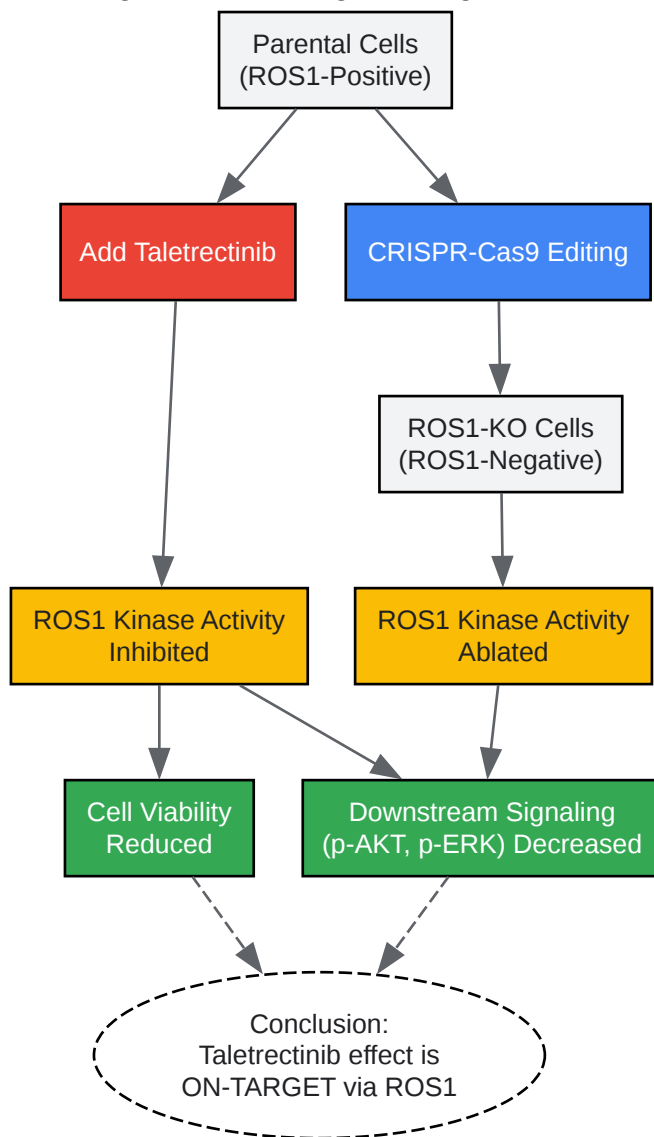 Parental Cells
(ROS1-Positive)
Add Taletrectinib
CRISPR-Cas9 Editing
ROS1-KO Cells
(ROS1-Negative)
ROS1 Kinase Activity
Inhibited
ROS1 Kinase Activity
Ablated
Cell Viability
Reduced
Downstream Signaling
(p-AKT, p-ERK) Decreased
Conclusion:
Taletrectinib effect is
ON-TARGET via ROS1